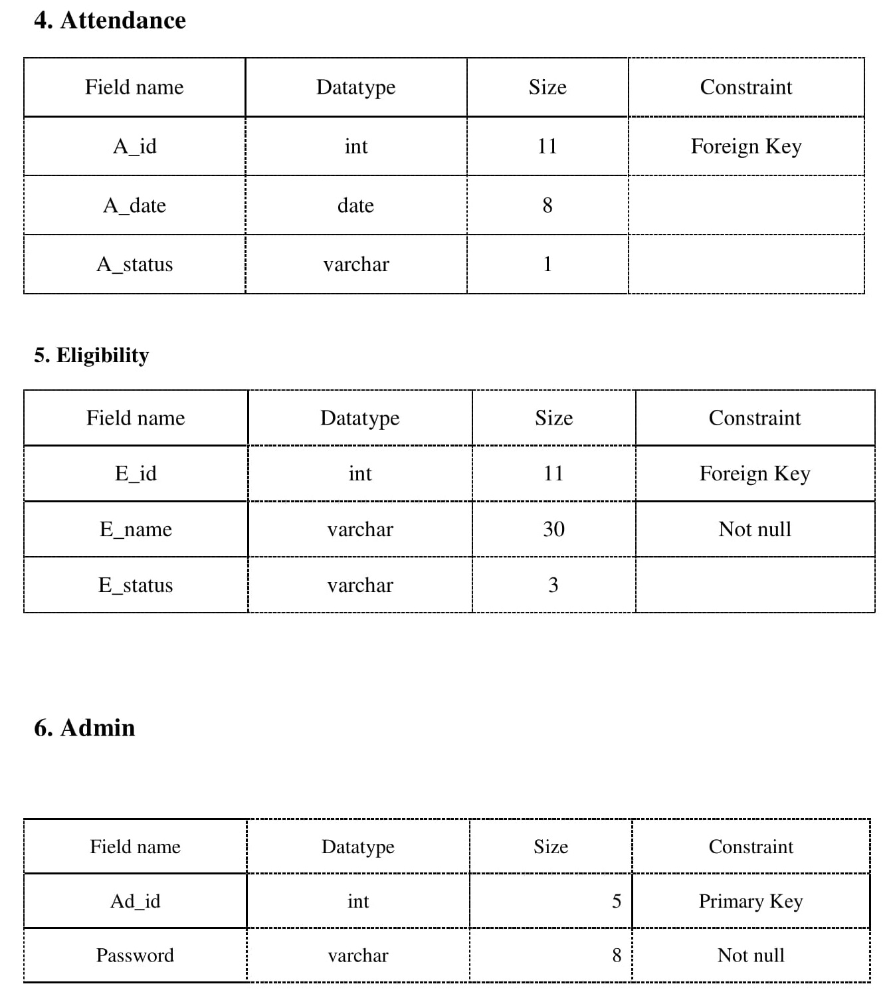 4. Attendance
Field name Datatype Size Constraint
A_id int 11 Foreign Key
A_date date 8
A_status varchar 1
5. Eligibility
Field name Datatype Size Constraint
E_id int 11 Foreign Key
E_name varchar 30 Not null
E_status varchar 3
6. Admin
Field name Datatype Size Constraint
Ad_id int 5 Primary Key
Password varchar 8 Not null